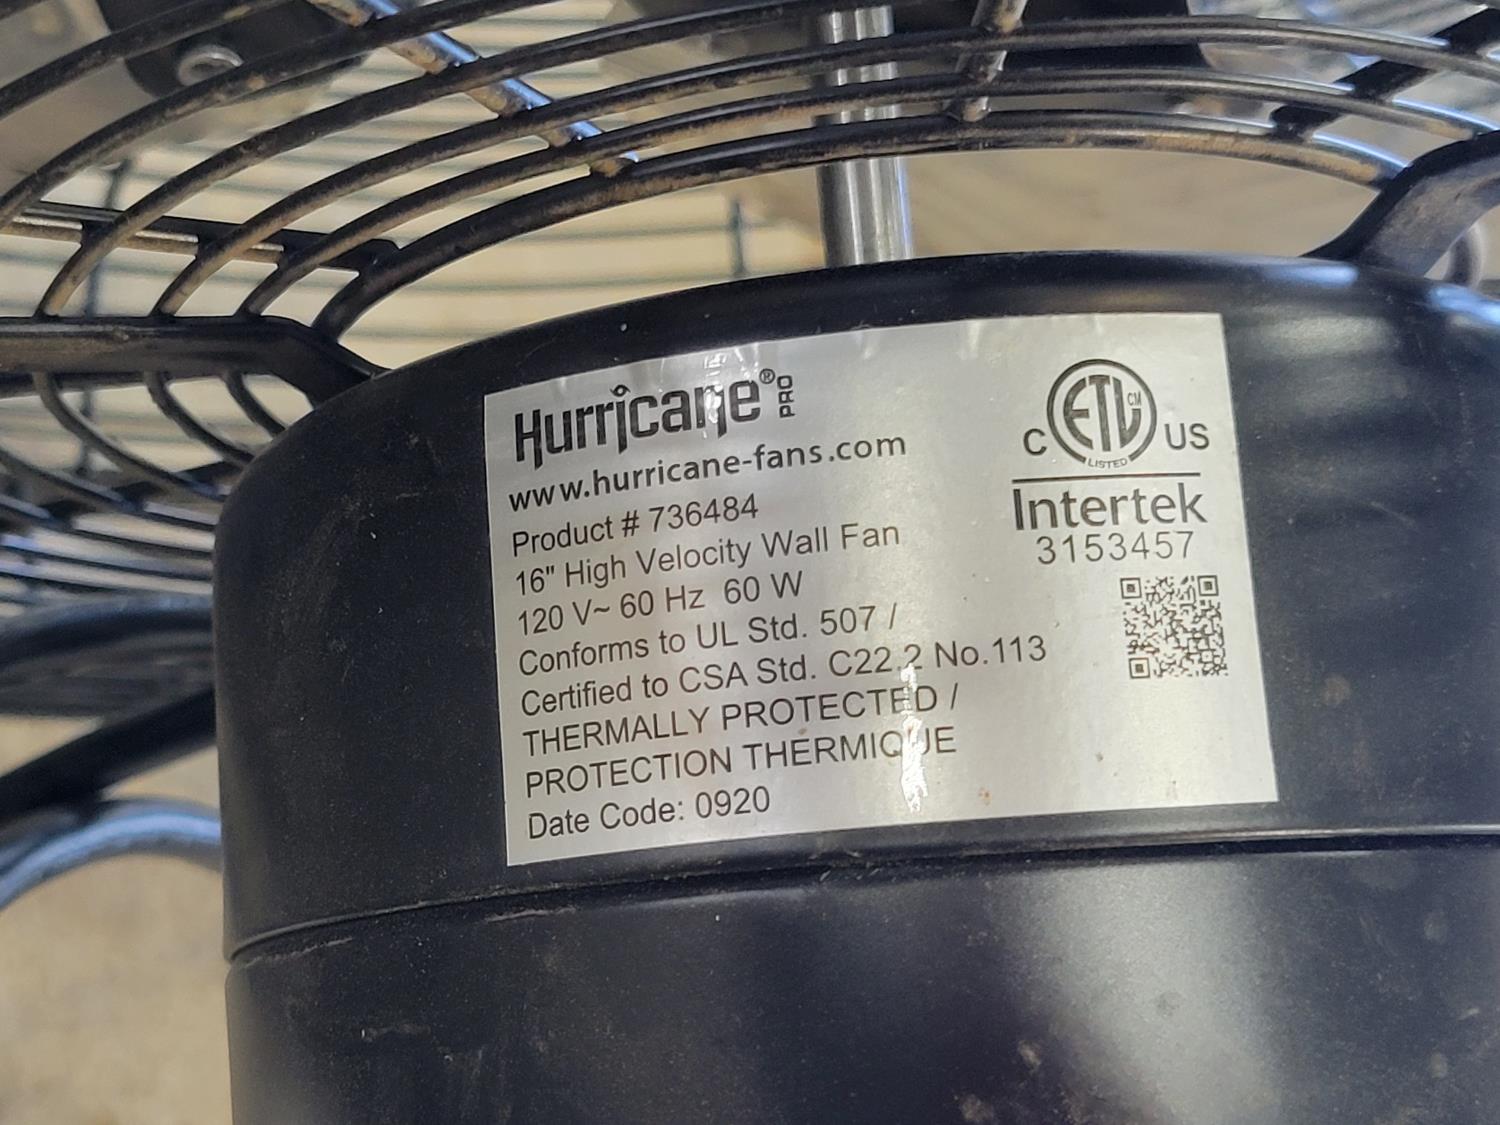 Hurricane® PRO
www.hurricane-fans.com
Product # 736484
16" High Velocity Wall Fan
120 V~ 60 Hz 60 W
Conforms to UL Std. 507 /
Certified to CSA Std. C22.2 No.113
THERMALLY PROTECTED /
PROTECTION THERMIQUE
Date Code: 0920
C ETL CM US
LISTED
Intertek
3153457